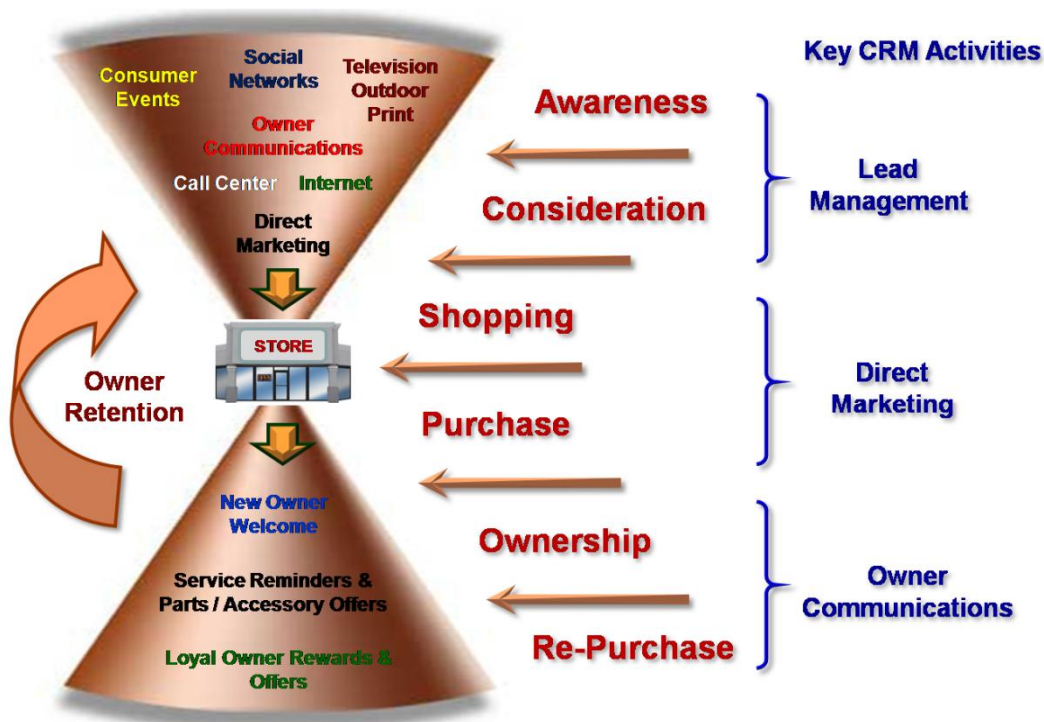 Key CRM Activities
Consumer
Events
Social
Networks
Television
Outdoor
Print
Owner
Communications
Call Center
Internet
Direct
Marketing
STORE
Owner
Retention
New Owner
Welcome
Service Reminders &
Parts / Accessory Offers
Loyal Owner Rewards &
Offers
Awareness
Consideration
Shopping
Purchase
Ownership
Re-Purchase
Lead
Management
Direct
Marketing
Owner
Communications